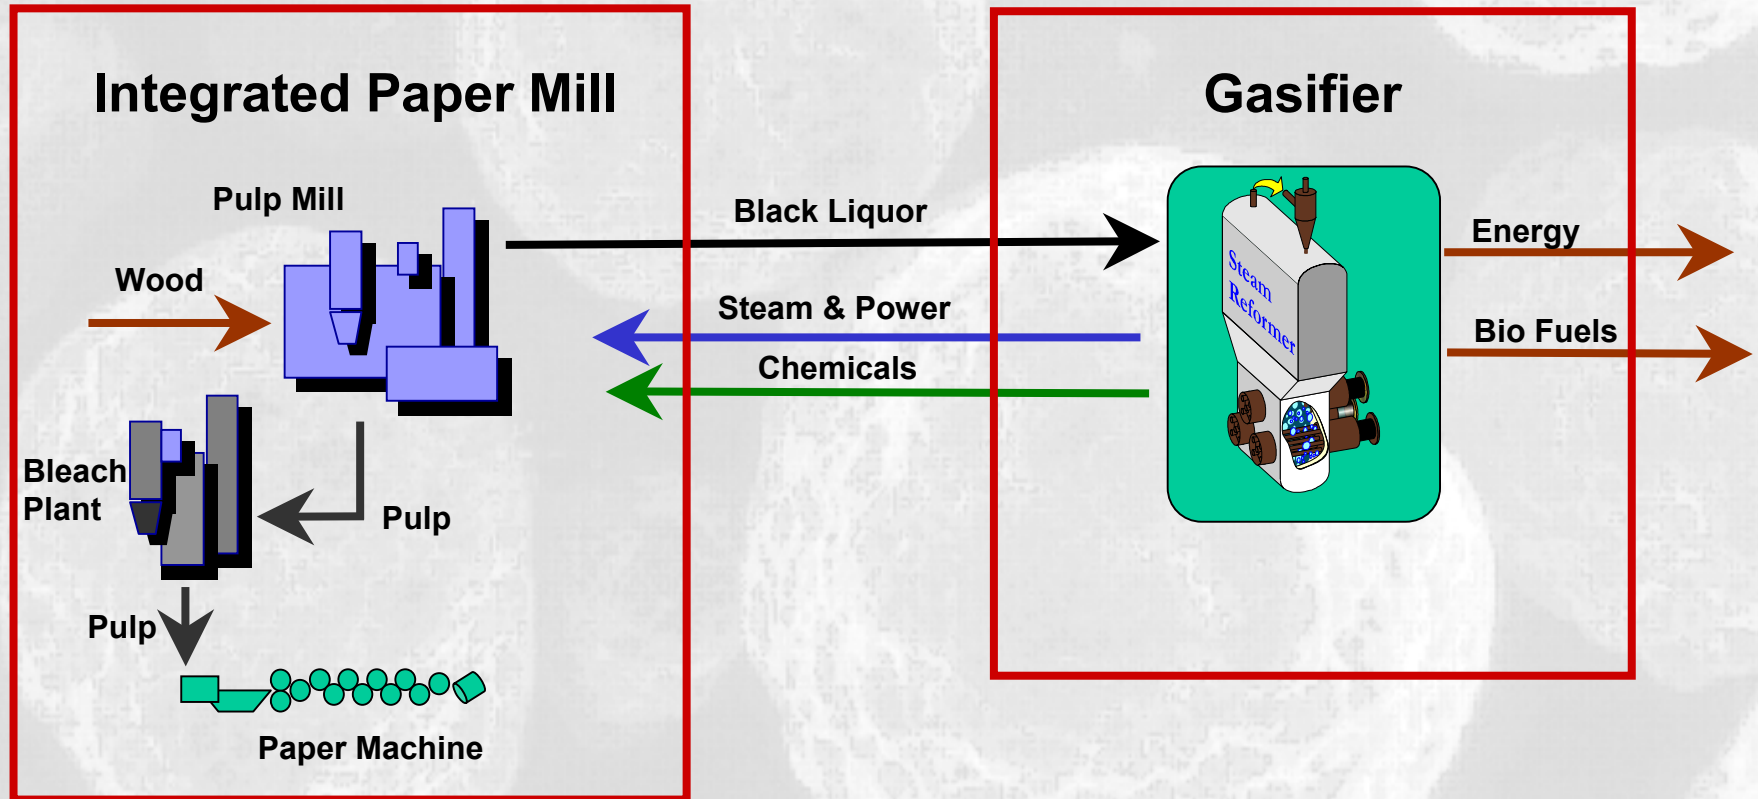 Integrated Paper Mill
Gasifier
Pulp Mill
Black Liquor
Energy
Wood
Steam & Power
Steam
Reformer
Bio Fuels
Chemicals
Bleach
Plant
Pulp
Pulp
Paper Machine